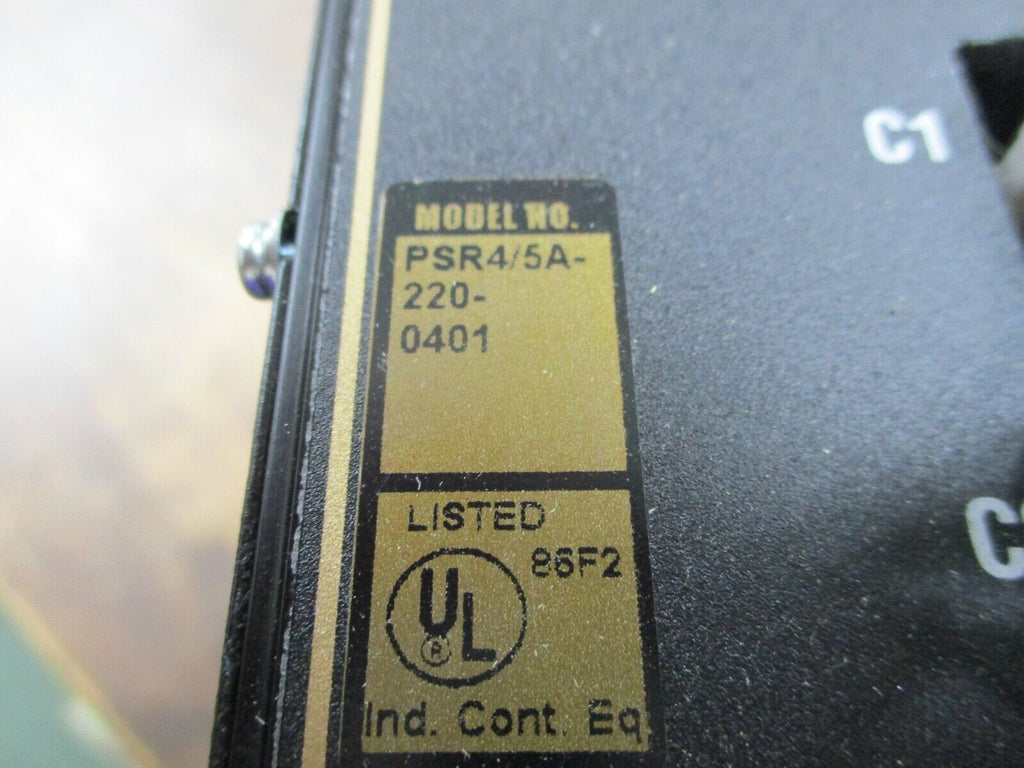 C1
MODEL NO.
PSR4/5A-
220-
0401
LISTED
86F2
UL
®
Ind. Cont. Eq.